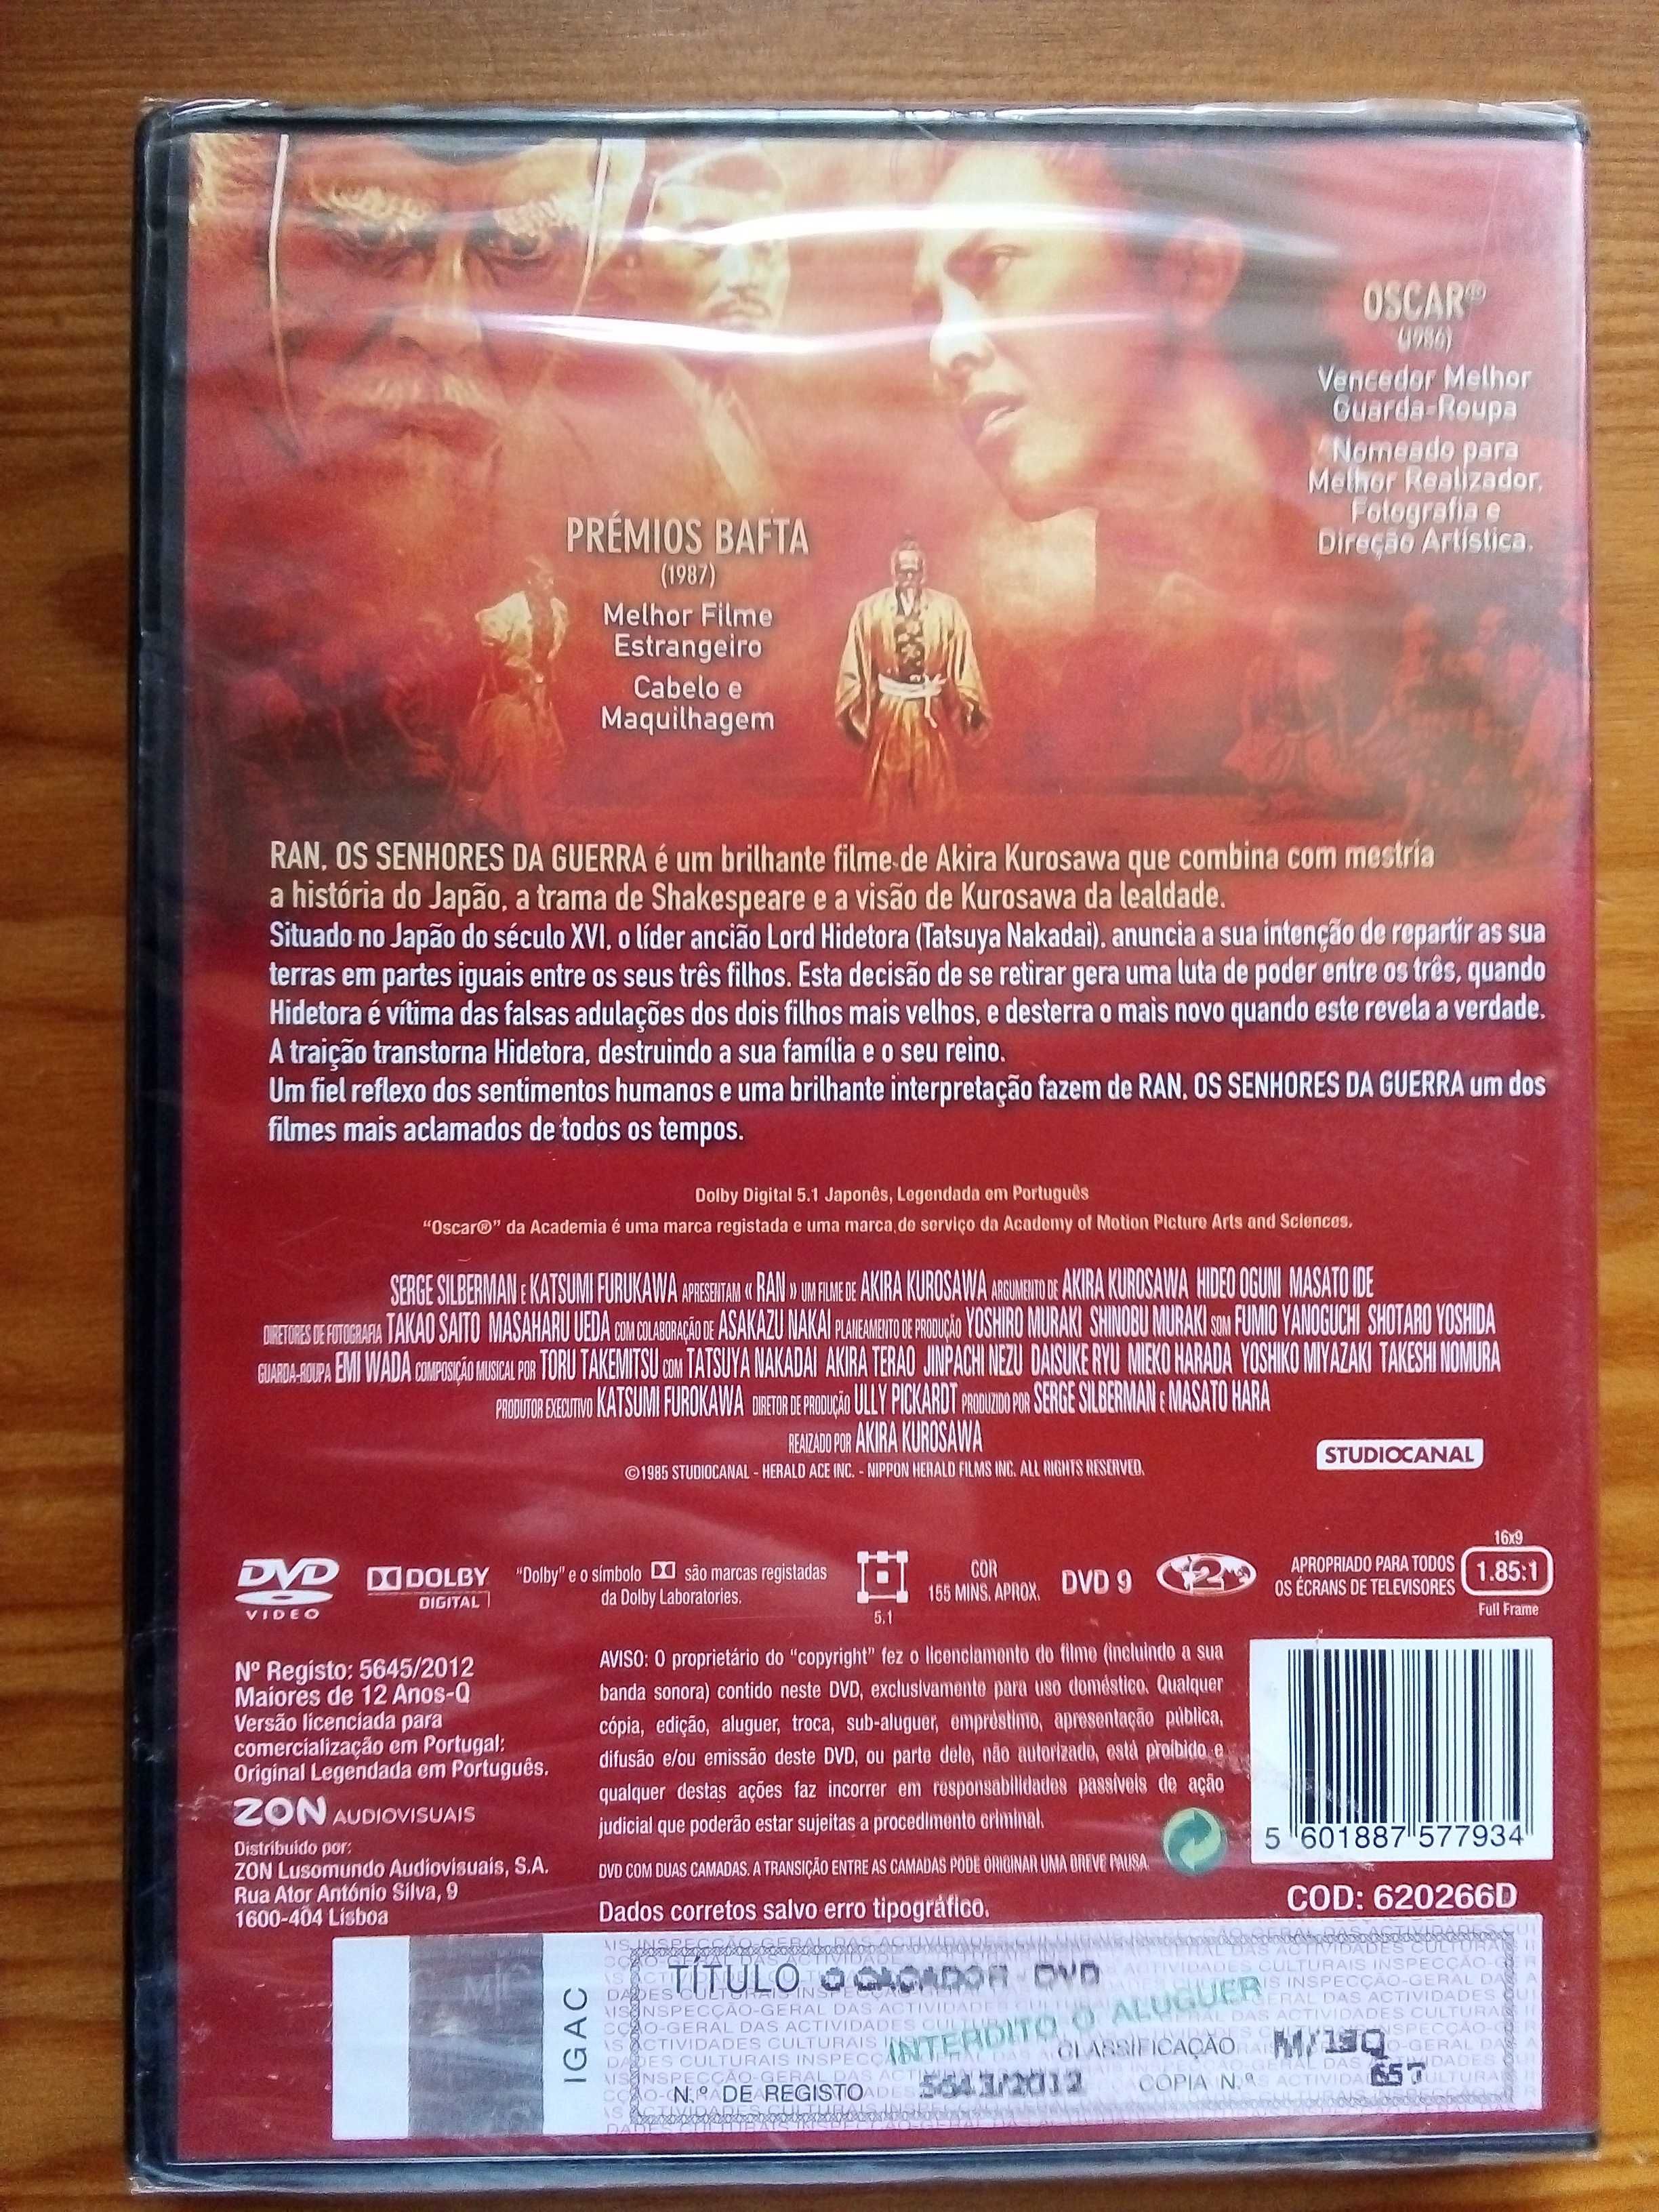 OSCAR®
(1986)
Vencedor Melhor
Guarda-Roupa
Nomeado para
Melhor Realizador,
Fotografia e
Direção Artística.
PRÉMIOS BAFTA
(1987)
Melhor Filme
Estrangeiro
Cabelo e
Maquilhagem
RAN, OS SENHORES DA GUERRA é um brilhante filme de Akira Kurosawa que combina com mestria
a história do Japão, a trama de Shakespeare e a visão de Kurosawa da lealdade.
Situado no Japão do século XVI, o líder ancião Lord Hidetora (Tatsuya Nakadai), anuncia a sua intenção de repartir as sua
terras em partes iguais entre os seus três filhos. Esta decisão de se retirar gera uma luta de poder entre os três, quando
Hidetora é vítima das falsas adulações dos dois filhos mais velhos, e desterra o mais novo quando este revela a verdade.
A traição transtorna Hidetora, destruindo a sua família e o seu reino.
Um fiel reflexo dos sentimentos humanos e uma brilhante interpretação fazem de RAN, OS SENHORES DA GUERRA um dos
filmes mais aclamados de todos os tempos.
Dolby Digital 5.1 Japonês, Legendada em Português
“Oscar®” da Academia é uma marca registada e uma marca de serviço da Academy of Motion Picture Arts and Sciences.
SERGE SILBERMAN E KATSUMI FURUKAWA APRESENTAM « RAN » UM FILME DE AKIRA KUROSAWA ARGUMENTO DE AKIRA KUROSAWA HIDEO OGUNI MASATO IDE
DIRETORES DE FOTOGRAFIA TAKAO SAITO MASAHARU UEDA COM COLABORAÇÃO DE ASAKAZU NAKAI PLANEAMENTO DE PRODUÇÃO YOSHIRO MURAKI SHINOBU MURAKI SOM FUMIO YANOGUCHI SHOTARO YOSHIDA
GUARDA-ROUPA EMI WADA COMPOSIÇÃO MUSICAL POR TORU TAKEMITSU COM TATSUYA NAKADAI AKIRA TERAO JINPACHI NEZU DAISUKE RYU MIEKO HARADA YOSHIKO MIYAZAKI TAKESHI NOMURA
PRODUTOR EXECUTIVO KATSUMI FUROKAWA DIRETOR DE PRODUÇÃO ULLY PICKARDT PRODUZIDO POR SERGE SILBERMAN E MASATO HARA
REAIZADO POR AKIRA KUROSAWA
©1985 STUDIOCANAL - HERALD ACE INC. - NIPPON HERALD FILMS INC. ALL RIGHTS RESERVED.
STUDIOCANAL
DVD
VIDEO
DOLBY
DIGITAL
“Dolby” e o símbolo são marcas registadas
da Dolby Laboratories.
5.1
COR
155 MINS. APROX.
DVD 9
2
APROPRIADO PARA TODOS
OS ÉCRANS DE TELEVISORES
16x9
1.85:1
Full Frame
Nº Registo: 5645/2012
Maiores de 12 Anos-Q
Versão licenciada para
comercialização em Portugal:
Original Legendada em Português.
ZON AUDIOVISUAIS
Distribuido por:
ZON Lusomundo Audiovisuais, S.A.
Rua Ator António Silva, 9
1600-404 Lisboa
AVISO: O proprietário do “copyright” fez o licenciamento do filme (incluindo a sua
banda sonora) contido neste DVD, exclusivamente para uso doméstico. Qualquer
cópia, edição, aluguer, troca, sub-aluguer, empréstimo, apresentação pública,
difusão e/ou emissão deste DVD, ou parte dele, não autorizado, está proibido e
qualquer destas ações faz incorrer em responsabilidades passíveis de ação
judicial que poderão estar sujeitas a procedimento criminal.
DVD COM DUAS CAMADAS. A TRANSIÇÃO ENTRE AS CAMADAS PODE ORIGINAR UMA BREVE PAUSA.
Dados corretos salvo erro tipográfico.
5 601887 577934
COD: 620266D
IGAC
TÍTULO O CACADOR - DVD
INTERDITO O ALUGUER
CLASSIFICAÇÃO
N.º DE REGISTO
CÓPIA N.º 657